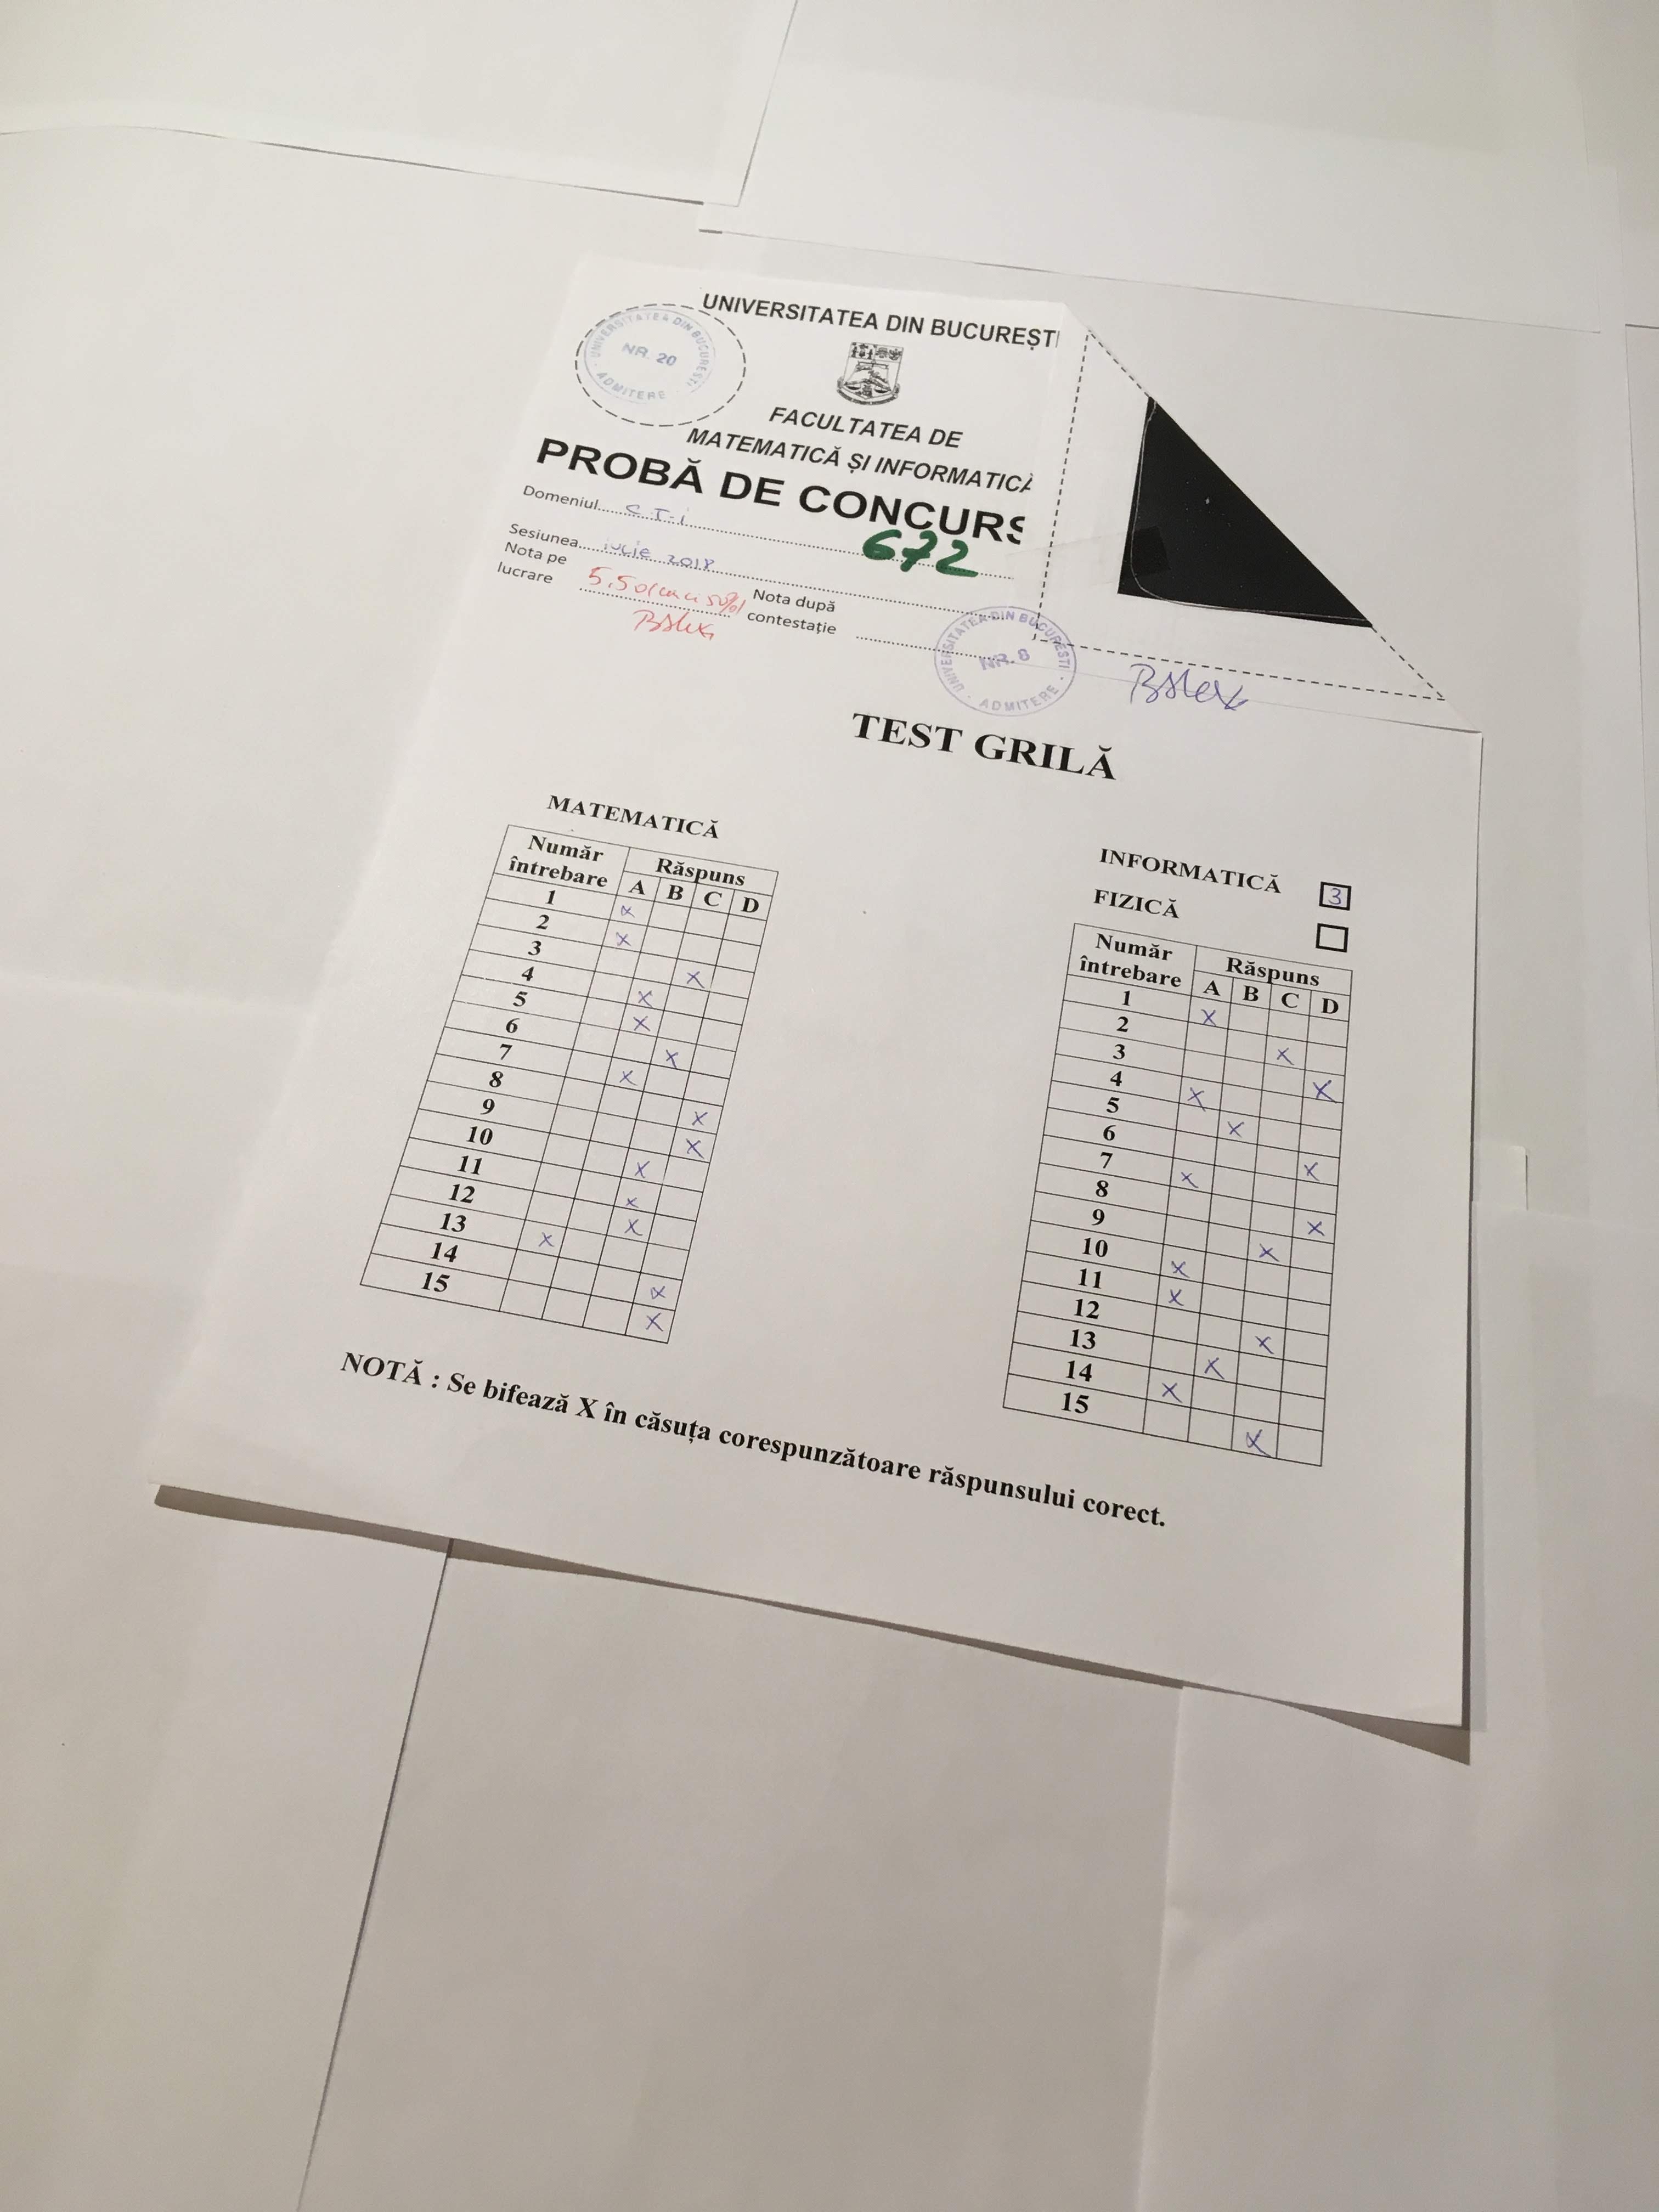 UNIVERSITATEA DIN BUCUREȘTI
UNIVERSITATEA DIN BUCUREȘTI
NR. 20
ADMITERE
FACULTATEA DE
MATEMATICĂ ȘI INFORMATICĂ
PROBĂ DE CONCURS
Domeniul C T i
672
Sesiunea iulie 2018
Nota pe
lucrare 5,50
Nota după
contestație
UNIVERSITATEA DIN BUCUREȘTI
NR. 8
ADMITERE
TEST GRILĂ
MATEMATICĂ
Număr
întrebare
Răspuns
A B C D
1 x
2 x
3 x
4 x
5 x
6 x
7 x
8 x
9 x
10 x
11 x
12 x
13 x
14 x
15 x
INFORMATICĂ 3
FIZICĂ
Număr
întrebare
Răspuns
A B C D
1 x
2 x
3 x
4 x
5 x
6 x
7 x
8 x
9 x
10 x
11 x
12 x
13 x
14 x
15 x
NOTĂ : Se bifează X în căsuța corespunzătoare răspunsului corect.